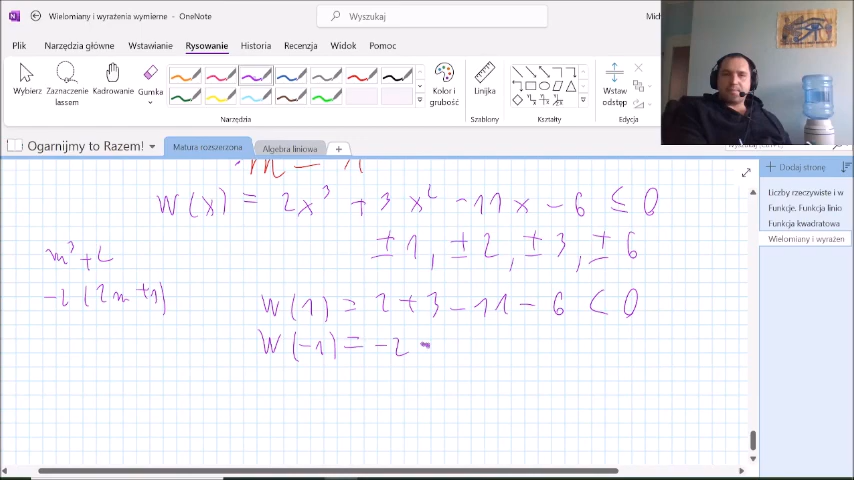 Wielomiany i wyrażenia wymierne - OneNote
Wyszukaj
Mich
Plik Narzędzia główne Wstawianie Rysowanie Historia Recenzja Widok Pomoc
Wybierz
Zaznaczenie lassem
Kadrowanie
Gumka
Kolor i grubość
Linijka
Kształty
Wstaw odstęp
Narzędzia
Szablony
Kształty
Edycja
Ogarnijmy to Razem!
Matura rozszerzona
Algebra liniowa
+
Dodaj stronę
Liczby rzeczywiste i w
Funkcje. Funkcja linio
Funkcja kwadratowa
Wielomiany i wyrażen
W(x) = 2x³ + 3x² - 11x - 6 ≤ 0
±1, ±2, ±3, ±6
m³+2
-2(2m+1)
W(1) = 2 + 3 - 11 - 6 < 0
W(-1) = -2